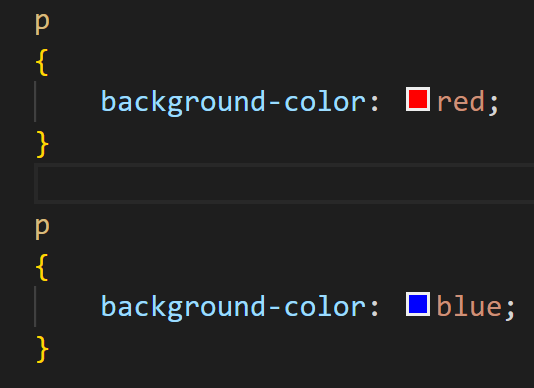 p
{
    background-color: red;
}

p
{
    background-color: blue;
}